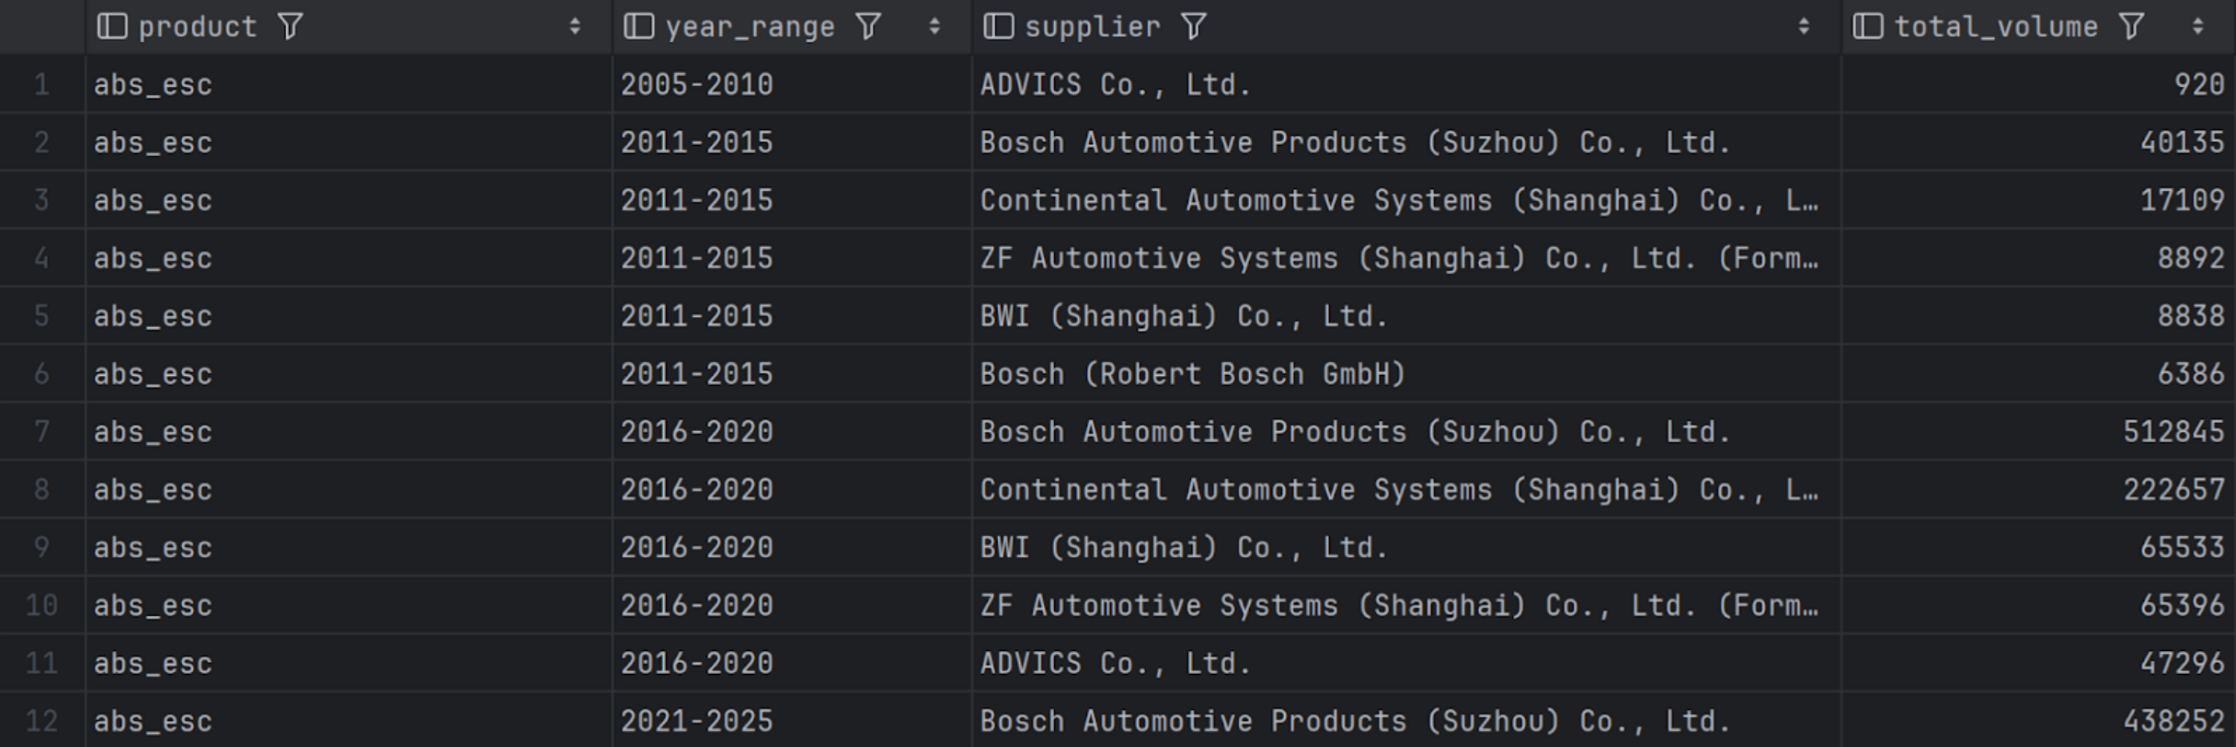 product year_range supplier total_volume
1 abs_esc 2005-2010 ADVICS Co., Ltd. 920
2 abs_esc 2011-2015 Bosch Automotive Products (Suzhou) Co., Ltd. 40135
3 abs_esc 2011-2015 Continental Automotive Systems (Shanghai) Co., L… 17109
4 abs_esc 2011-2015 ZF Automotive Systems (Shanghai) Co., Ltd. (Form… 8892
5 abs_esc 2011-2015 BWI (Shanghai) Co., Ltd. 8838
6 abs_esc 2011-2015 Bosch (Robert Bosch GmbH) 6386
7 abs_esc 2016-2020 Bosch Automotive Products (Suzhou) Co., Ltd. 512845
8 abs_esc 2016-2020 Continental Automotive Systems (Shanghai) Co., L… 222657
9 abs_esc 2016-2020 BWI (Shanghai) Co., Ltd. 65533
10 abs_esc 2016-2020 ZF Automotive Systems (Shanghai) Co., Ltd. (Form… 65396
11 abs_esc 2016-2020 ADVICS Co., Ltd. 47296
12 abs_esc 2021-2025 Bosch Automotive Products (Suzhou) Co., Ltd. 438252